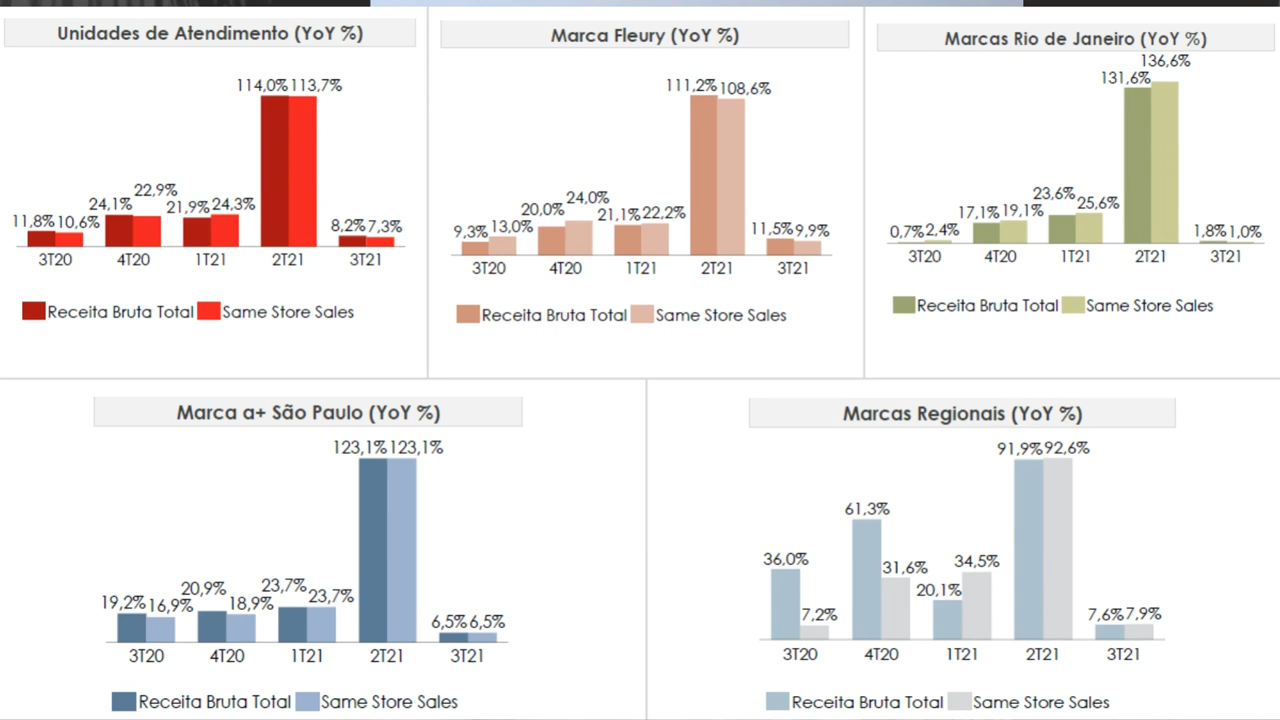 Unidades de Atendimento (YoY %)
114,0% 113,7%
24,1% 22,9%
21,9% 24,3%
11,8% 10,6%
8,2% 7,3%
3T20 4T20 1T21 2T21 3T21
Receita Bruta Total Same Store Sales
Marca Fleury (YoY %)
111,2% 108,6%
20,0% 24,0%
21,1% 22,2%
9,3% 13,0%
11,5% 9,9%
3T20 4T20 1T21 2T21 3T21
Receita Bruta Total Same Store Sales
Marcas Rio de Janeiro (YoY %)
131,6% 136,6%
23,6% 25,6%
17,1% 19,1%
0,7% 2,4%
1,8% 1,0%
3T20 4T20 1T21 2T21 3T21
Receita Bruta Total Same Store Sales
Marca a+ São Paulo (YoY %)
123,1% 123,1%
20,9% 18,9%
23,7% 23,7%
19,2% 16,9%
6,5% 6,5%
3T20 4T20 1T21 2T21 3T21
Receita Bruta Total Same Store Sales
Marcas Regionais (YoY %)
91,9% 92,6%
61,3% 31,6%
36,0% 7,2%
20,1% 34,5%
7,6% 7,9%
3T20 4T20 1T21 2T21 3T21
Receita Bruta Total Same Store Sales